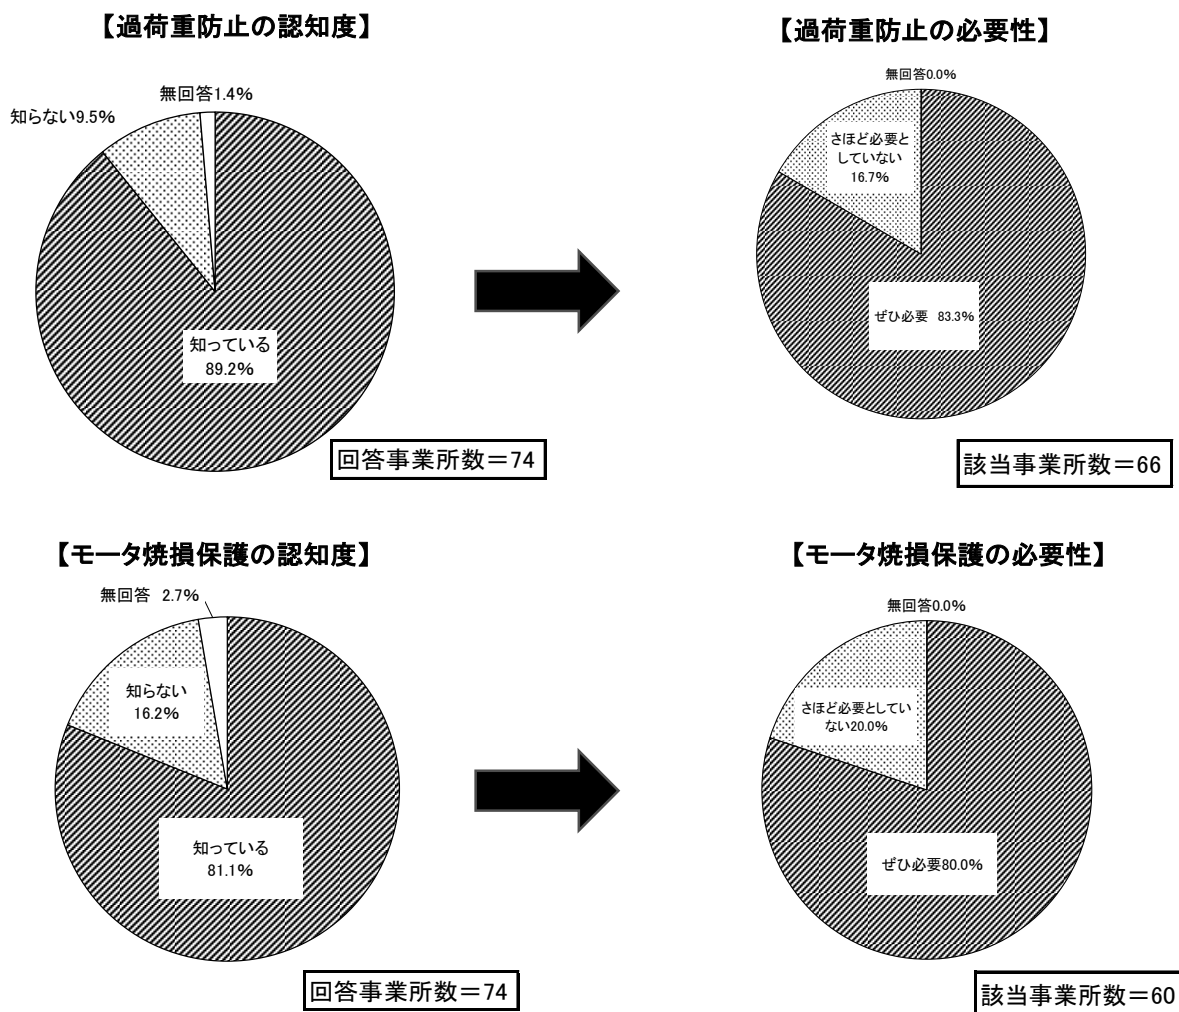 【過荷重防止の認知度】
無回答1.4%
知らない9.5%
知っている
89.2%
回答事業所数＝74
【過荷重防止の必要性】
無回答0.0%
さほど必要と
していない
16.7%
ぜひ必要 83.3%
該当事業所数＝66
【モータ焼損保護の認知度】
無回答 2.7%
知らない
16.2%
知っている
81.1%
回答事業所数＝74
【モータ焼損保護の必要性】
無回答0.0%
さほど必要としてい
ない20.0%
ぜひ必要80.0%
該当事業所数＝60